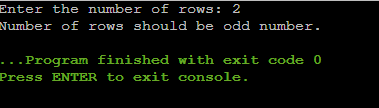 Enter the number of rows: 2
Number of rows should be odd number.
...Program finished with exit code 0
Press ENTER to exit console.